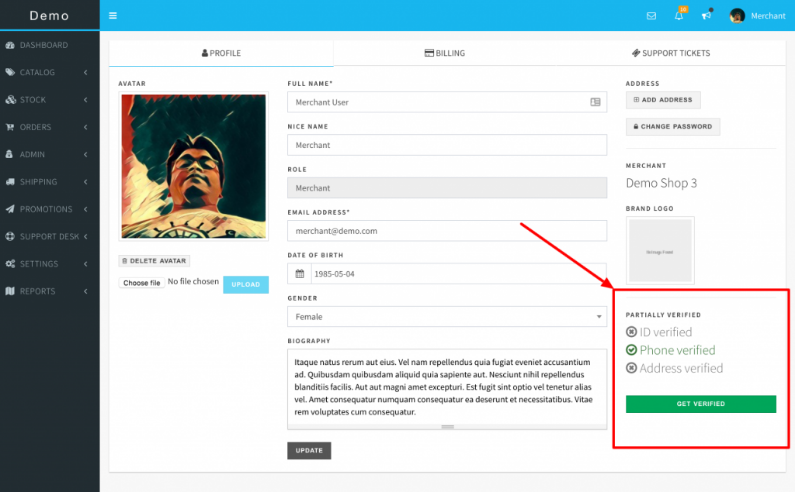 Demo
Merchant
DASHBOARD
CATALOG
STOCK
ORDERS
ADMIN
SHIPPING
PROMOTIONS
SUPPORT DESK
SETTINGS
REPORTS
PROFILE
BILLING
SUPPORT TICKETS
AVATAR
DELETE AVATAR
Choose file No file chosen
UPLOAD
FULL NAME*
Merchant User
NICE NAME
Merchant
ROLE
Merchant
EMAIL ADDRESS*
merchant@demo.com
DATE OF BIRTH
1985-05-04
GENDER
Female
BIOGRAPHY
Itaque natus rerum aut eius. Vel nam repellendus quia fugiat eveniet accusantium
ad. Quibusdam quibusdam aliquid quia sapiente aut. Nesciunt nihil repellendus
blanditiis facilis. Aut aut magni amet excepturi. Est fugit sint optio vel tenetur alias
vel. Amet consequatur numquam consequatur ea deserunt et necessitatibus. Vitae
rem voluptates cum consequatur.
UPDATE
ADDRESS
ADD ADDRESS
CHANGE PASSWORD
MERCHANT
Demo Shop 3
BRAND LOGO
PARTIALLY VERIFIED
ID verified
Phone verified
Address verified
GET VERIFIED